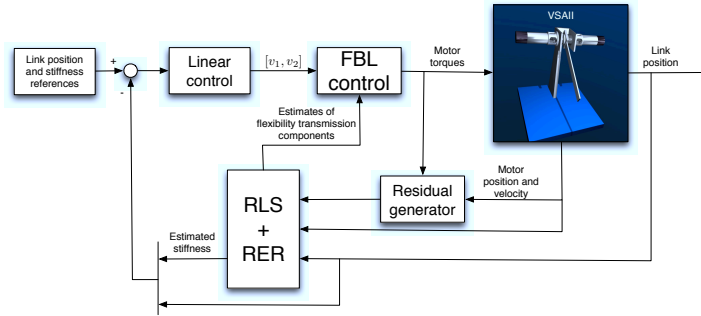 Link position
and stiffness
references
+
-
Linear
control
[v₁, v₂]
FBL
control
Motor
torques
VSAII
Link
position
Estimates of
flexibility transmission
components
Motor
position and
velocity
Residual
generator
RLS
+
RER
Estimated
stiffness